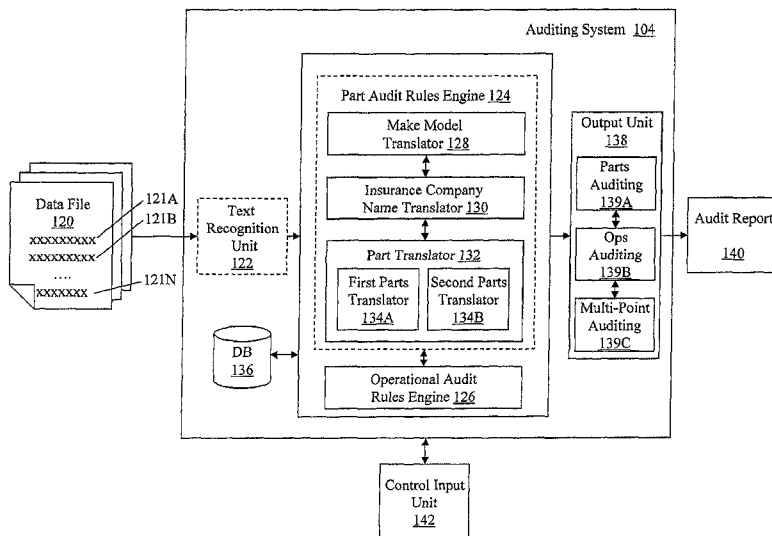 Auditing System 104
Part Audit Rules Engine 124
Make Model
Translator 128
Insurance Company
Name Translator 130
Part Translator 132
First Parts
Translator
134A
Second Parts
Translator
134B
Operational Audit
Rules Engine 126
Data File
120
XXXXXXXXX
XXXXXXXXX
....
XXXXXXX
121A
121B
121N
Text
Recognition
Unit
122
DB
136
Output Unit
138
Parts
Auditing
139A
Ops
Auditing
139B
Multi-Point
Auditing
139C
Audit Report
140
Control Input
Unit
142